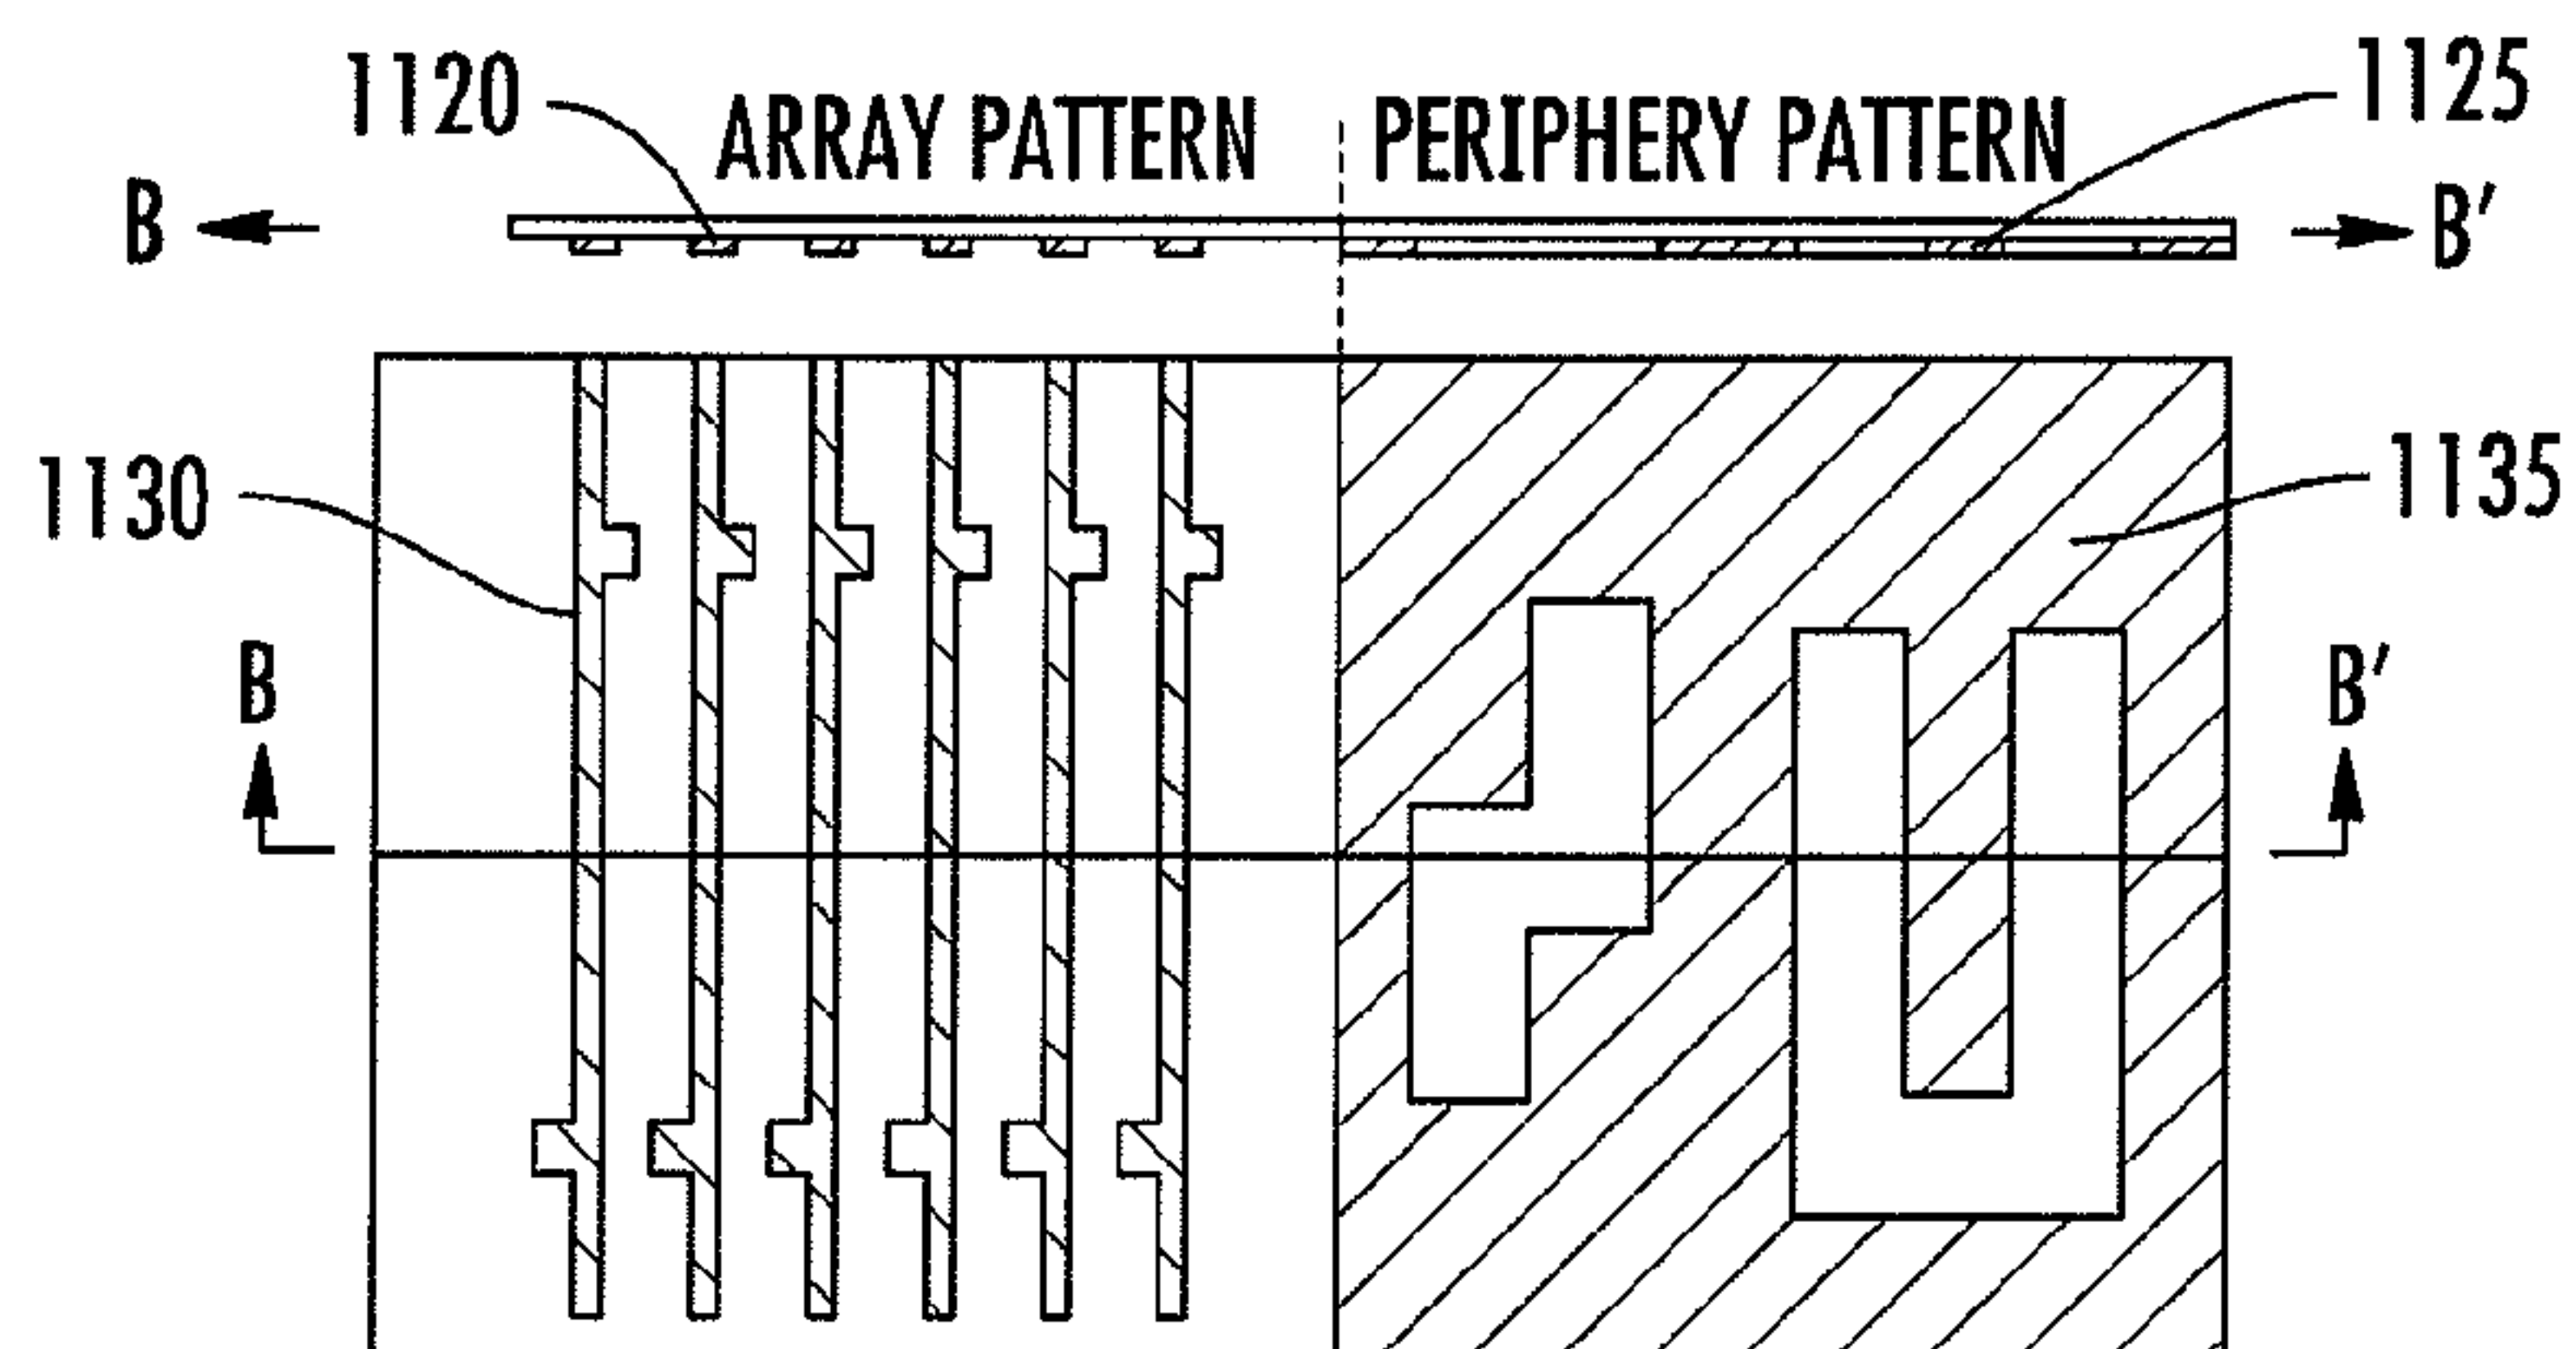 1120 ARRAY PATTERN PERIPHERY PATTERN 1125
B B′
1130 1135
B B′